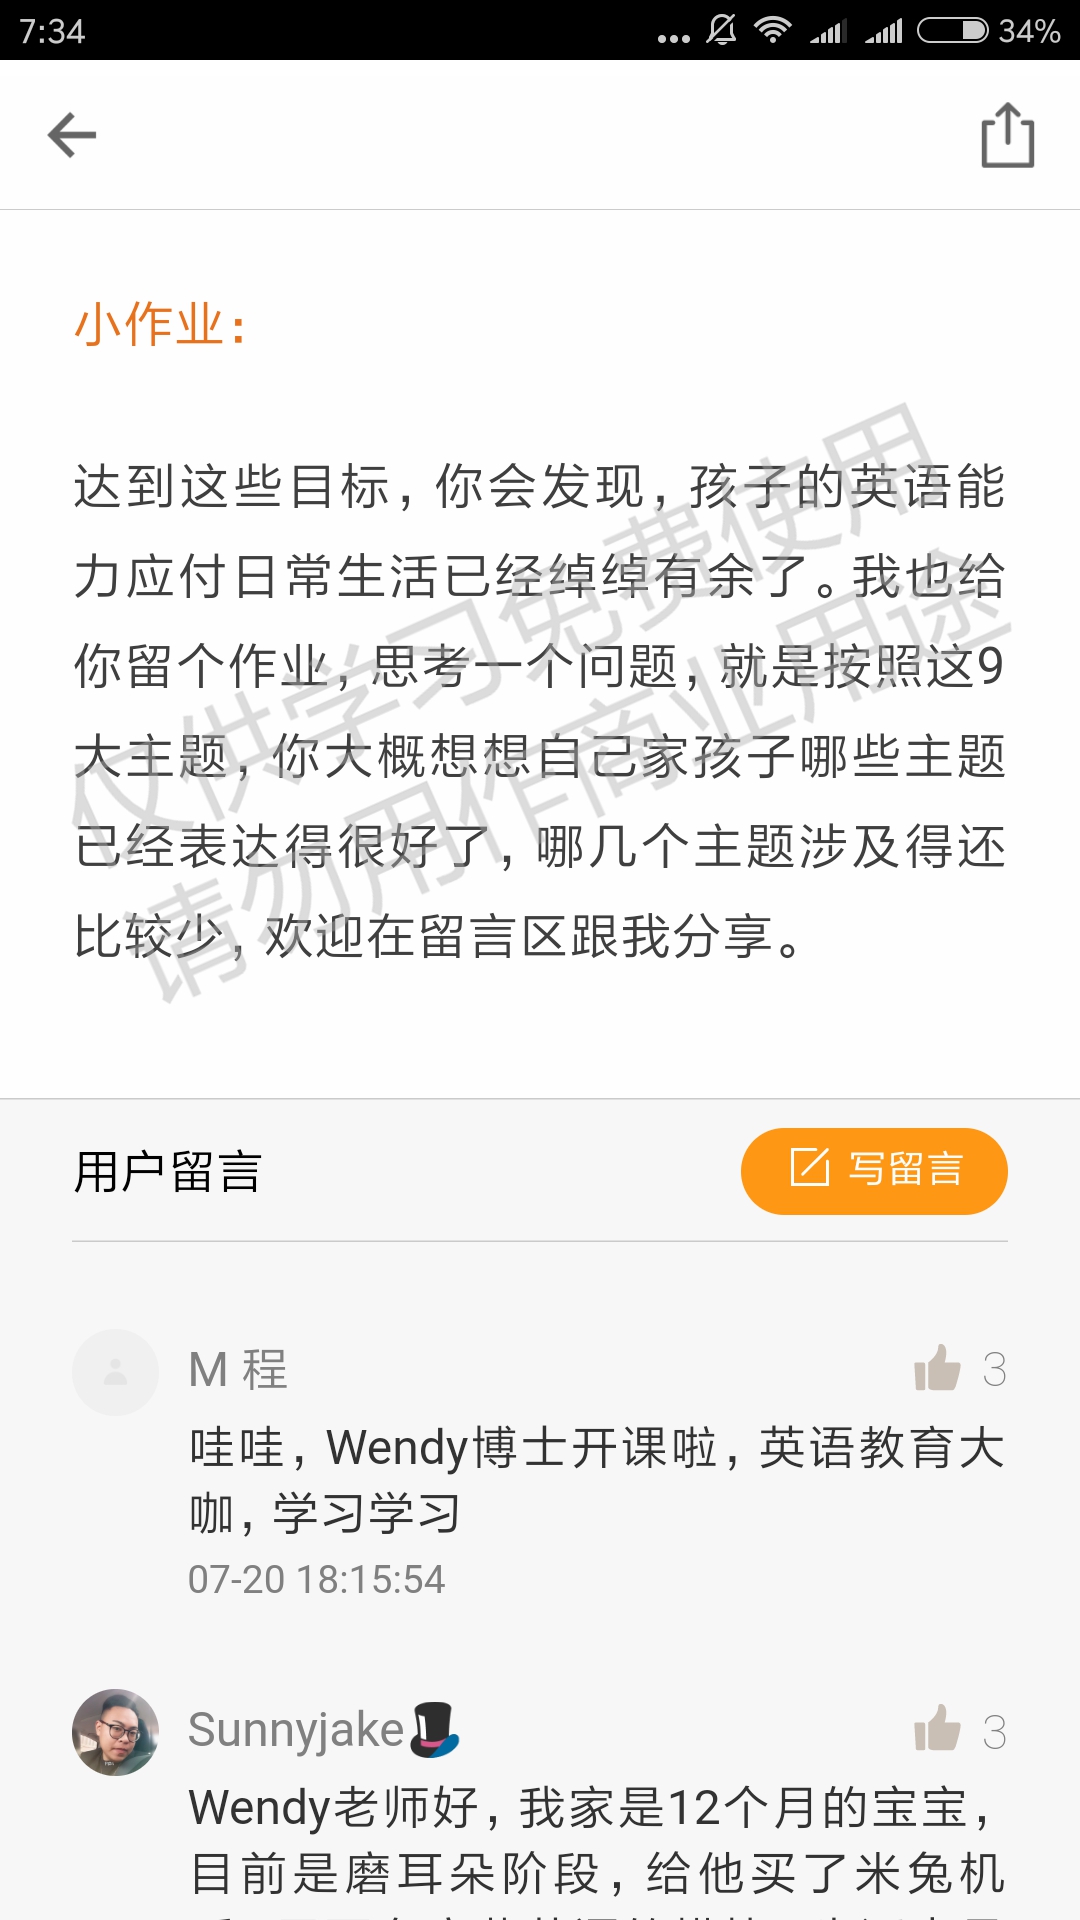 7:34
34%
小作业：
达到这些目标，你会发现，孩子的英语能
力应付日常生活已经绰绰有余了。我也给
你留个作业，思考一个问题，就是按照这9
大主题，你大概想想自己家孩子哪些主题
已经表达得很好了，哪几个主题涉及得还
比较少，欢迎在留言区跟我分享。
仅供学习免费使用
请勿用作商业用途
用户留言
写留言
M 程
3
哇哇，Wendy博士开课啦，英语教育大
咖，学习学习
07-20 18:15:54
Sunnyjake🎩
3
Wendy老师好，我家是12个月的宝宝，
目前是磨耳朵阶段，给他买了米兔机